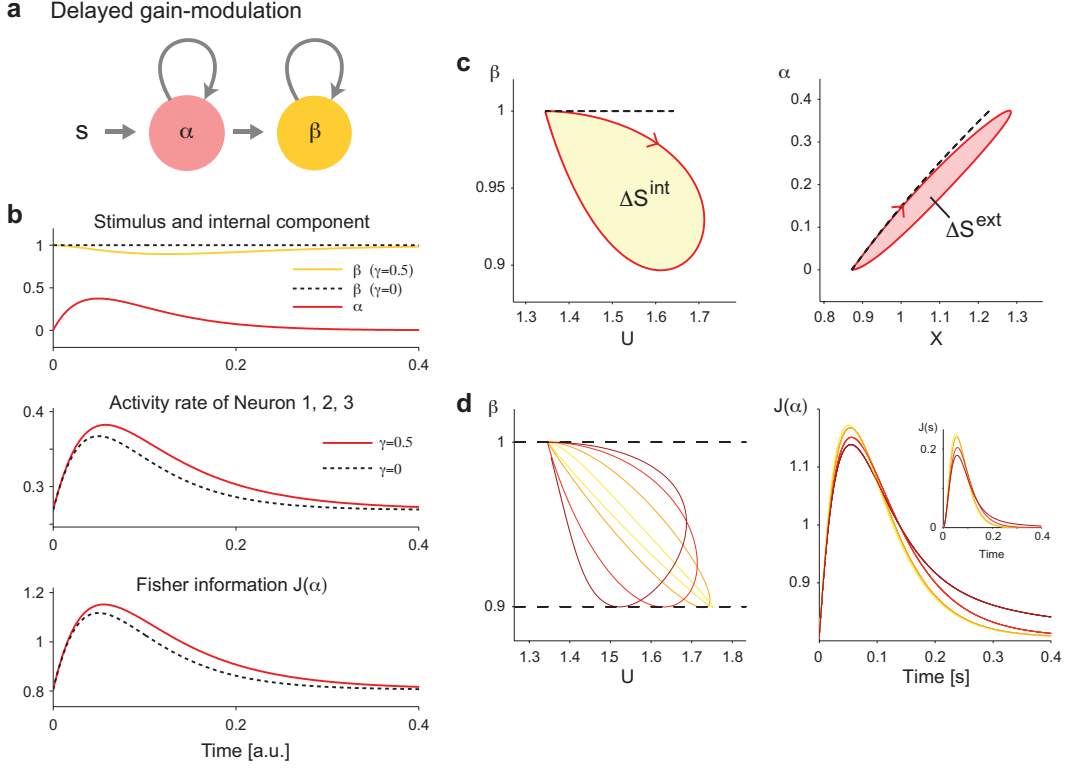 a Delayed gain-modulation
S α β
b
Stimulus and internal component
1
0.5
0
β (γ=0.5)
β (γ=0)
α
0 0.2 0.4
Activity rate of Neuron 1, 2, 3
0.4
0.3
γ=0.5
γ=0
0 0.2 0.4
Fisher information J(α)
1.2
1
0.8
0 0.2 0.4
Time [a.u.]
c
β
1
0.95
0.9
ΔS^int
1.3 1.4 1.5 1.6 1.7
U
α
0.4
0.3
0.2
0.1
0
ΔS^ext
0.8 0.9 1 1.1 1.2 1.3
X
d
β
1
0.9
1.3 1.4 1.5 1.6 1.7 1.8
U
J(α)
1.1
1
0.9
0 0.1 0.2 0.3 0.4
Time [s]
J(s)
0.2
0
0 0.2 0.4
Time